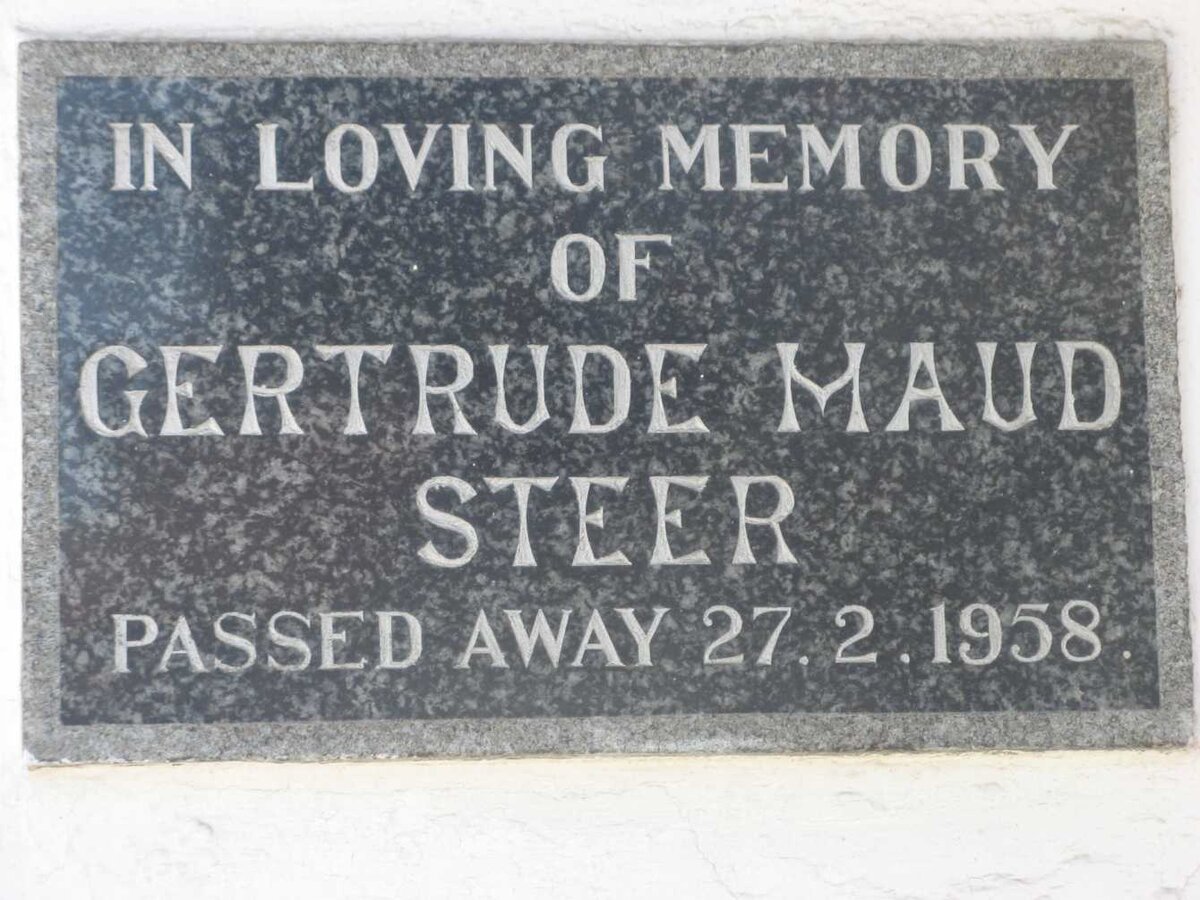 IN LOVING MEMORY
OF
GERTRUDE MAUD
STEER
PASSED AWAY 27.2.1958.